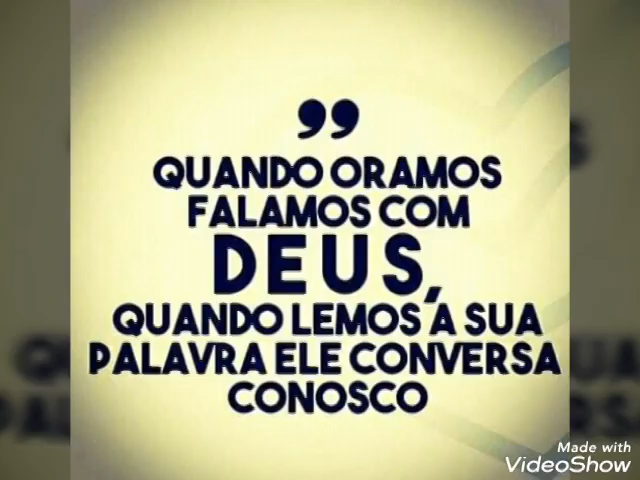 ”
QUANDO ORAMOS
FALAMOS COM
DEUS,
QUANDO LEMOS A SUA
PALAVRA ELE CONVERSA
CONOSCO
Made with
VideoShow